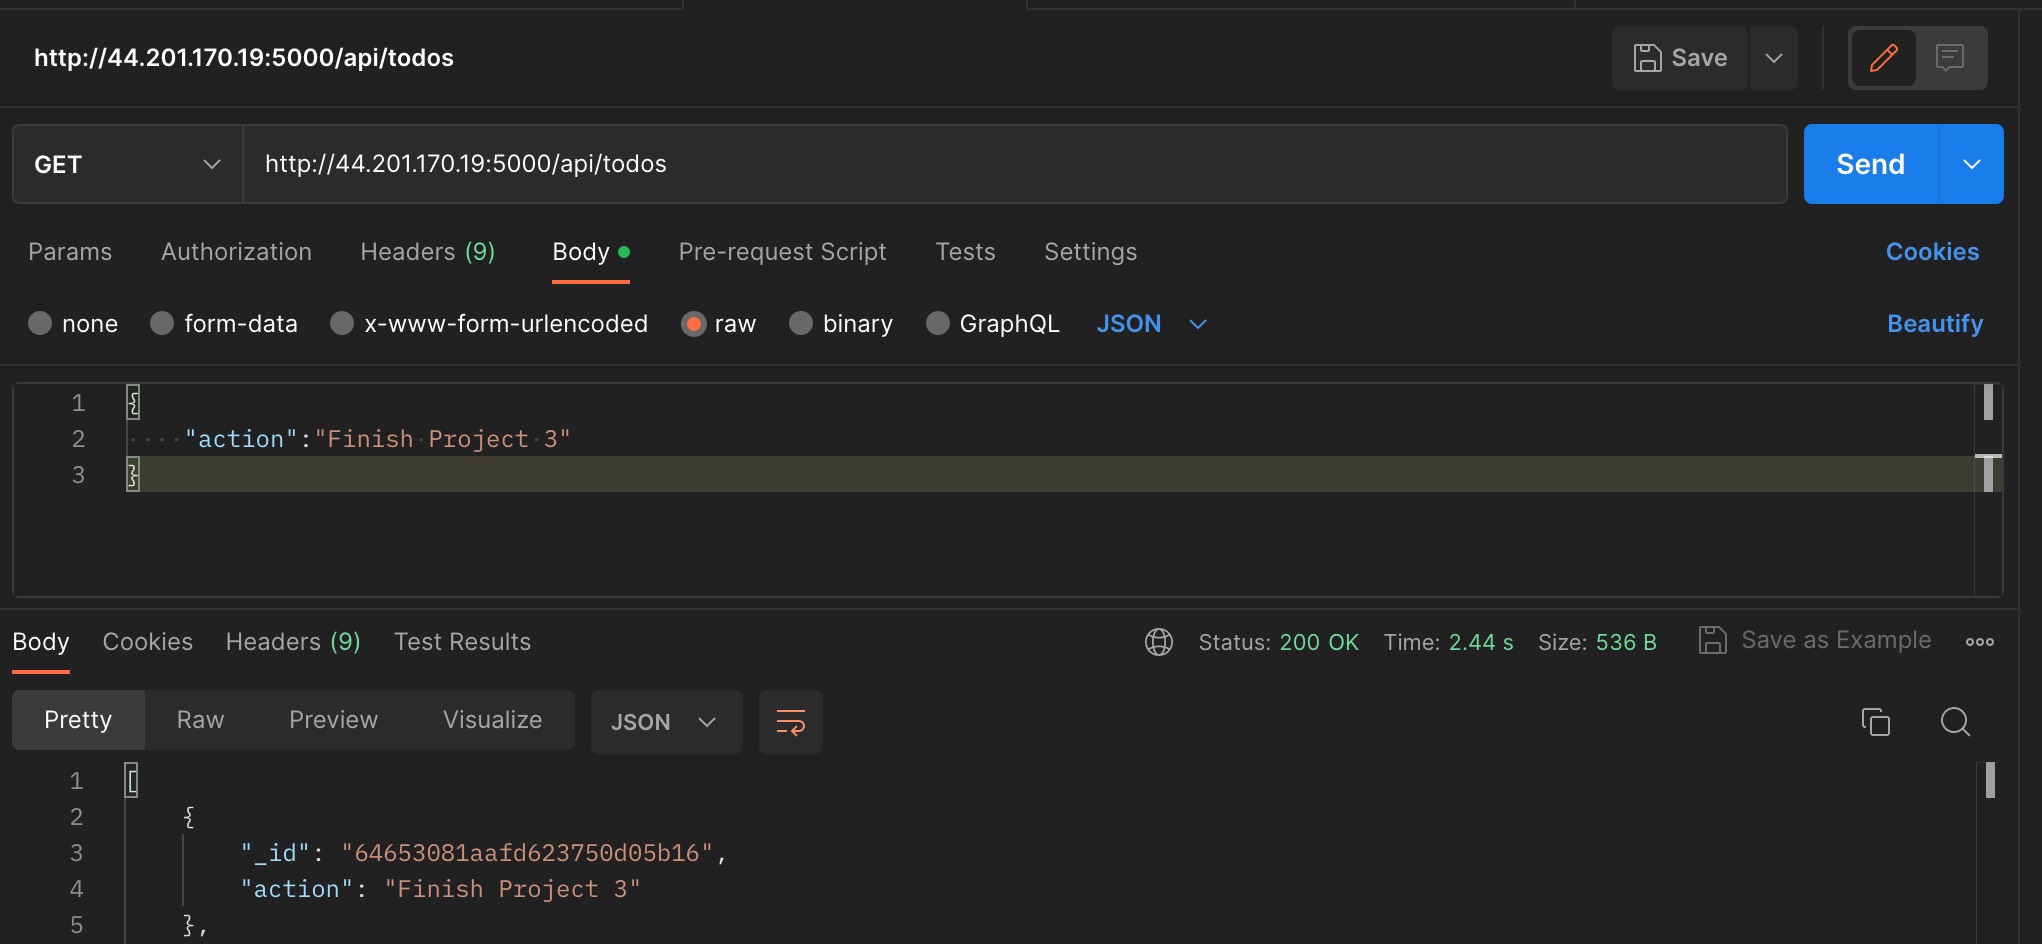 http://44.201.170.19:5000/api/todos Save
GET http://44.201.170.19:5000/api/todos Send
Params Authorization Headers (9) Body Pre-request Script Tests Settings Cookies
none form-data x-www-form-urlencoded raw binary GraphQL JSON Beautify
1 {
2 ····"action":"Finish·Project·3"
3 }
Body Cookies Headers (9) Test Results Status: 200 OK Time: 2.44 s Size: 536 B Save as Example
Pretty Raw Preview Visualize JSON
1 [
2 {
3 "_id": "64653081aafd623750d05b16",
4 "action": "Finish Project 3"
5 },